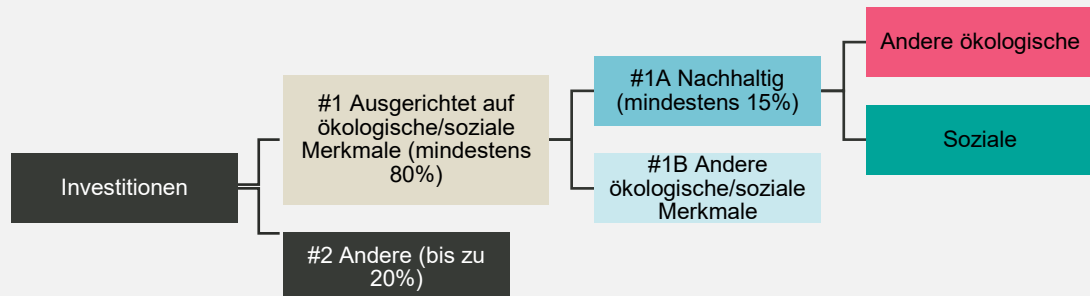 Investitionen
#1 Ausgerichtet auf
ökologische/soziale
Merkmale (mindestens
80%)
#2 Andere (bis zu
20%)
#1A Nachhaltig
(mindestens 15%)
#1B Andere
ökologische/soziale
Merkmale
Andere ökologische
Soziale